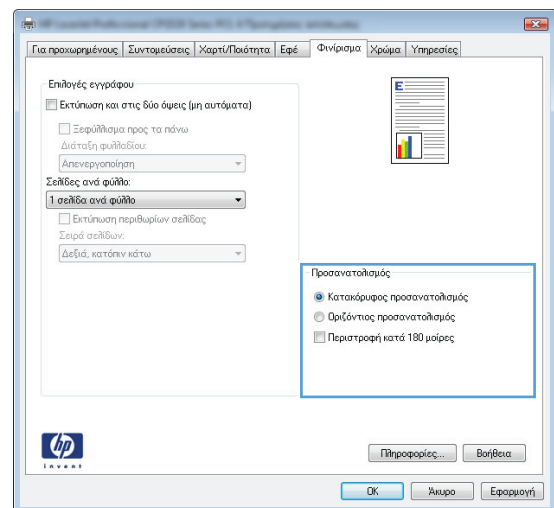 Για προχωρημένους Συντομεύσεις Χαρτί/Ποιότητα Εφέ Φινίρισμα Χρώμα Υπηρεσίες
Επιλογές εγγράφου
Εκτύπωση και στις δύο όψεις (μη αυτόματα)
Ξεφύλλισμα προς τα πάνω
Διάταξη φυλλαδίου:
Απενεργοποίηση
Σελίδες ανά φύλλο:
1 σελίδα ανά φύλλο
Εκτύπωση περιθωρίων σελίδας
Σειρά σελίδων:
Δεξιά, κατόπιν κάτω
E
Προσανατολισμός
Κατακόρυφος προσανατολισμός
Οριζόντιος προσανατολισμός
Περιστροφή κατά 180 μοίρες
hp
invent
Πληροφορίες... Βοήθεια
OK Άκυρο Εφαρμογή